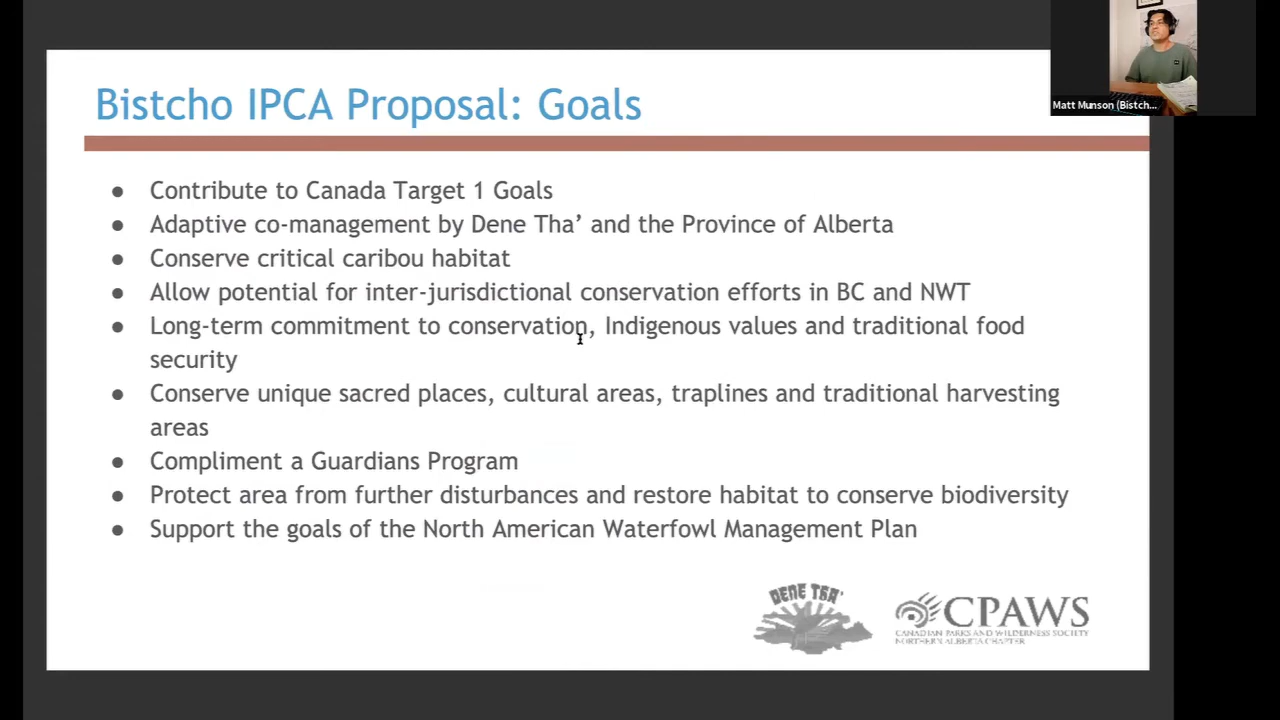 Bistcho IPCA Proposal: Goals
Matt Munson (Bistch...
● Contribute to Canada Target 1 Goals
● Adaptive co-management by Dene Tha’ and the Province of Alberta
● Conserve critical caribou habitat
● Allow potential for inter-jurisdictional conservation efforts in BC and NWT
● Long-term commitment to conservation, Indigenous values and traditional food
security
● Conserve unique sacred places, cultural areas, traplines and traditional harvesting
areas
● Compliment a Guardians Program
● Protect area from further disturbances and restore habitat to conserve biodiversity
● Support the goals of the North American Waterfowl Management Plan
DENE THA'
CPAWS
CANADIAN PARKS AND WILDERNESS SOCIETY
NORTHERN ALBERTA CHAPTER